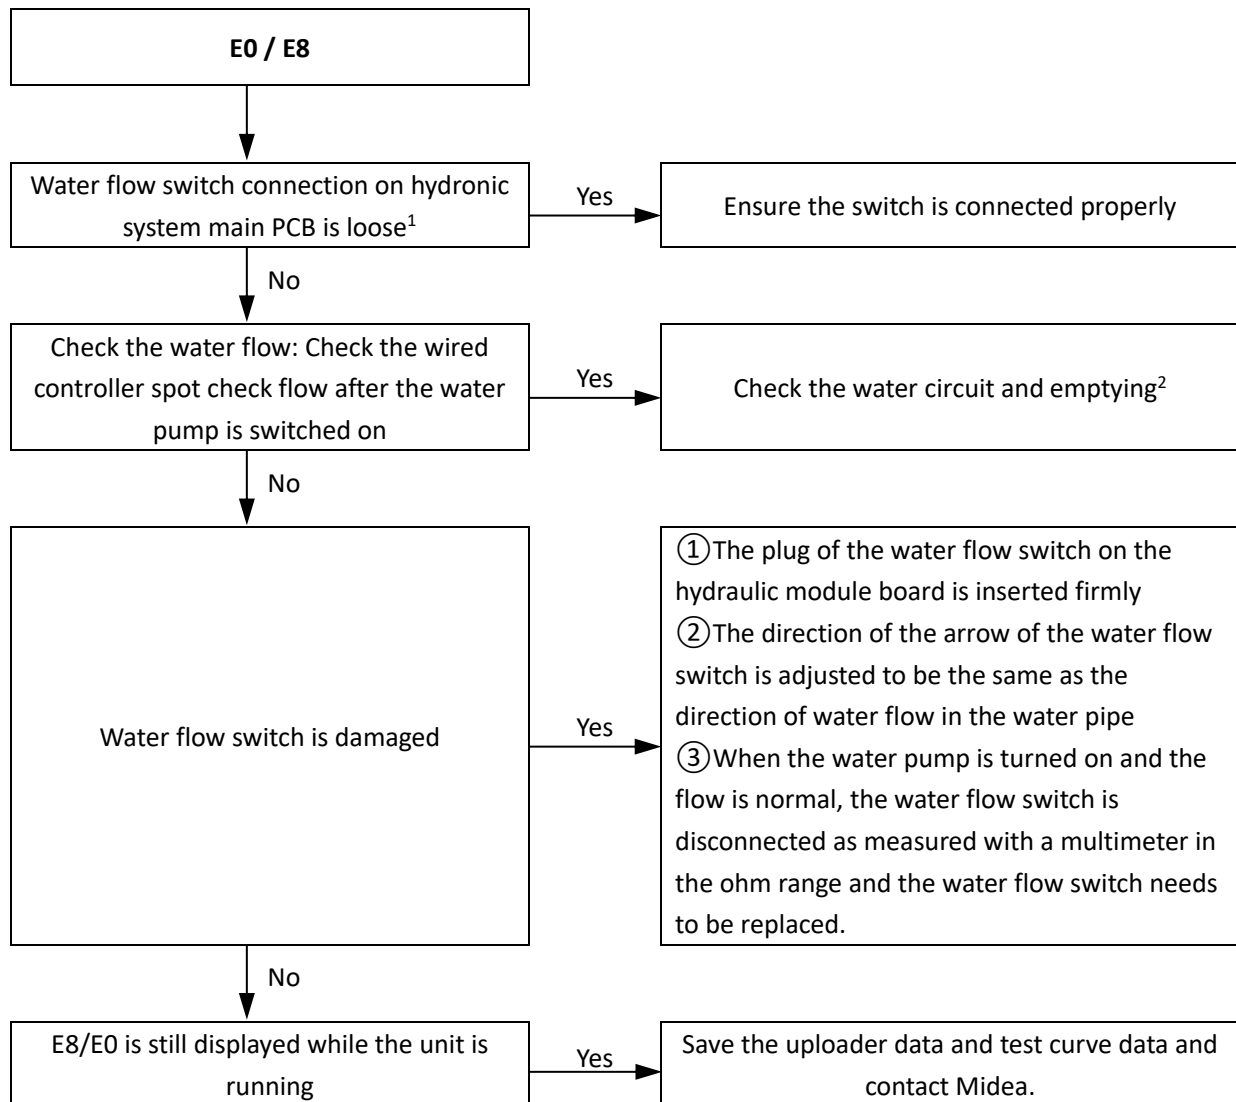 E0 / E8
Water flow switch connection on hydronic
system main PCB is loose¹
Yes
Ensure the switch is connected properly
No
Check the water flow: Check the wired
controller spot check flow after the water
pump is switched on
Yes
Check the water circuit and emptying²
No
Water flow switch is damaged
Yes
①The plug of the water flow switch on the
hydraulic module board is inserted firmly
②The direction of the arrow of the water flow
switch is adjusted to be the same as the
direction of water flow in the water pipe
③When the water pump is turned on and the
flow is normal, the water flow switch is
disconnected as measured with a multimeter in
the ohm range and the water flow switch needs
to be replaced.
No
E8/E0 is still displayed while the unit is
running
Yes
Save the uploader data and test curve data and
contact Midea.